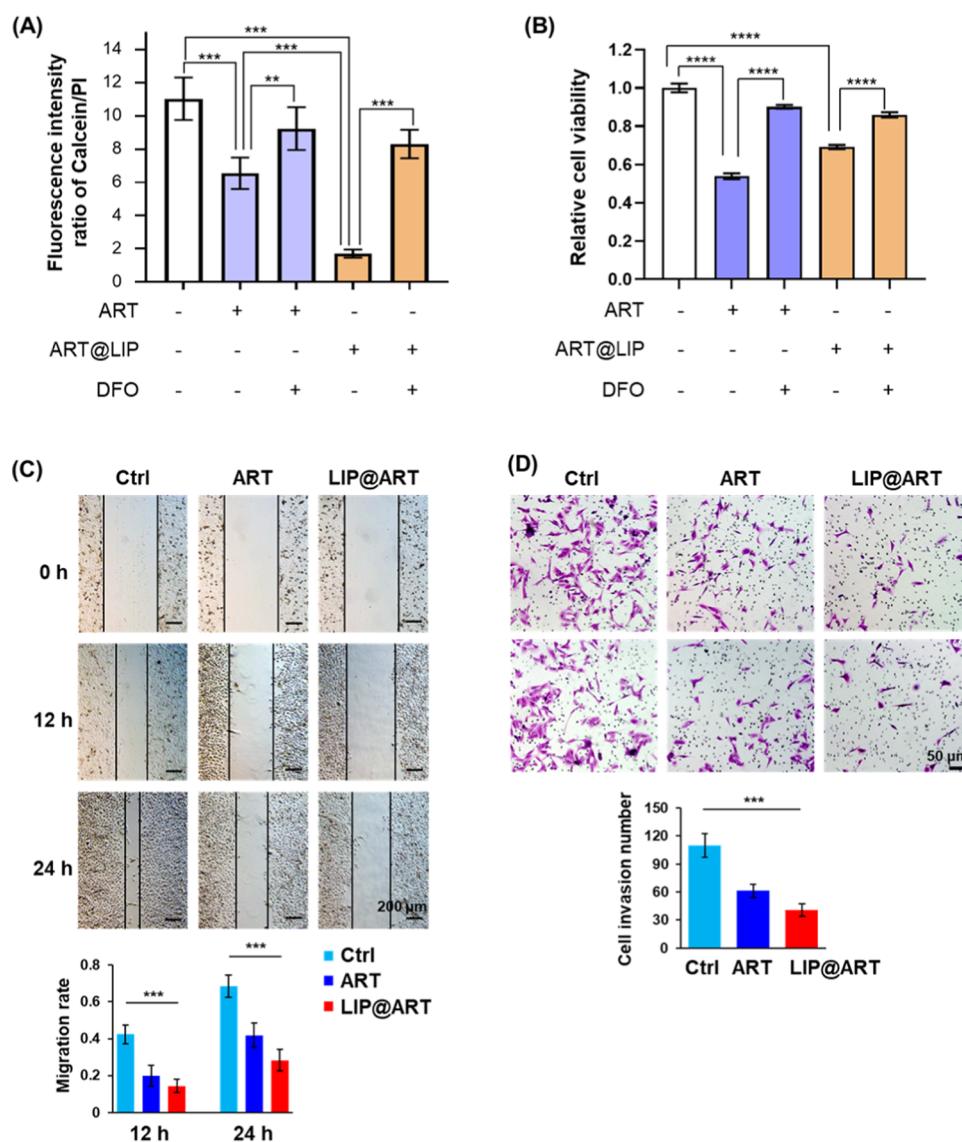 (A)
Fluorescence intensity
ratio of Calcein/PI
14
12
10
8
6
4
2
0
***
***
***
**
***
ART - + + - -
ART@LIP - - - + +
DFO - - + - +
(B)
Relative cell viability
1.2
1.0
0.8
0.6
0.4
0.2
0.0
****
****
****
****
- + + - -
- - - + +
- - + - +
(C)
Ctrl ART LIP@ART
0 h
12 h
24 h
200 µm
Migration rate
0.8
0.6
0.4
0.2
0
***
***
12 h 24 h
Ctrl
ART
LIP@ART
(D)
Ctrl ART LIP@ART
50 µm
Cell invasion number
150
120
90
60
30
0
***
Ctrl ART LIP@ART